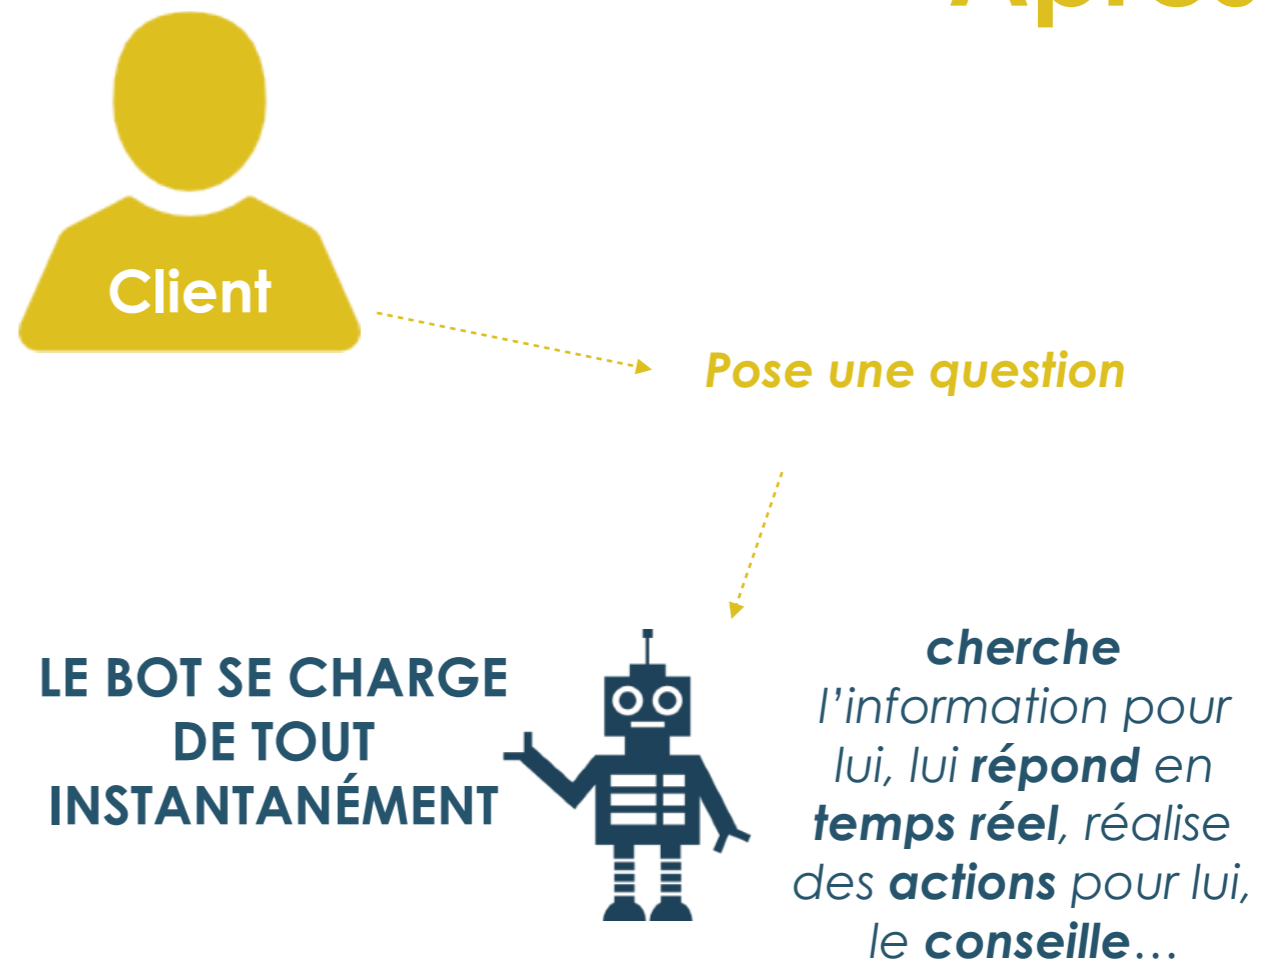 Après
Client
Pose une question
LE BOT SE CHARGE
DE TOUT
INSTANTANÉMENT
cherche
l’information pour
lui, lui répond en
temps réel, réalise
des actions pour lui,
le conseille…